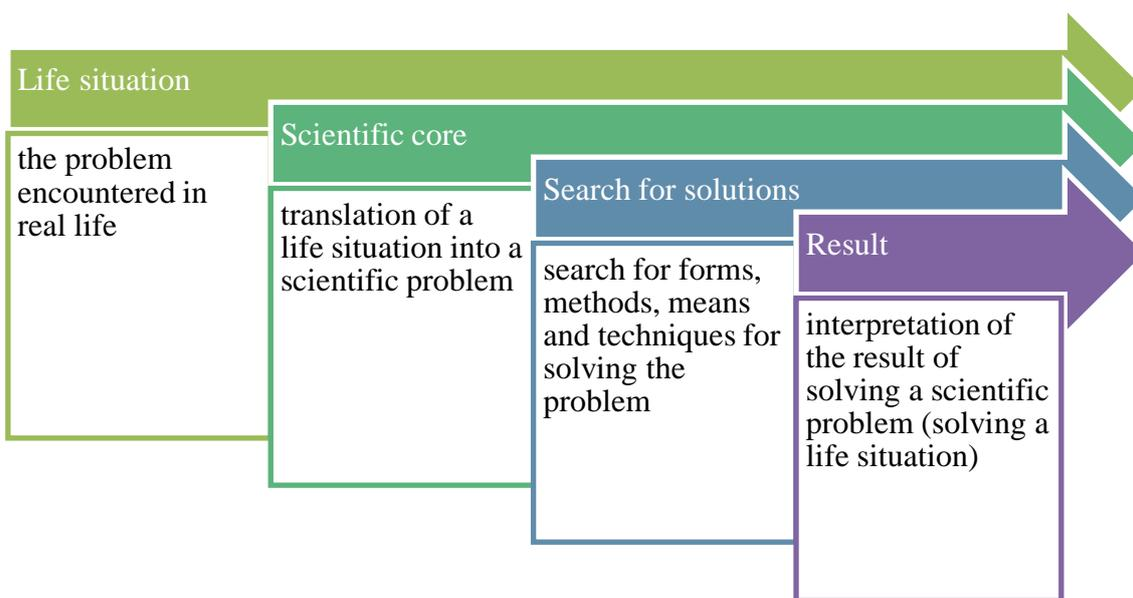 Life situation
the problem
encountered in
real life
Scientific core
translation of a
life situation into a
scientific problem
Search for solutions
search for forms,
methods, means
and techniques for
solving the
problem
Result
interpretation of
the result of
solving a scientific
problem (solving a
life situation)